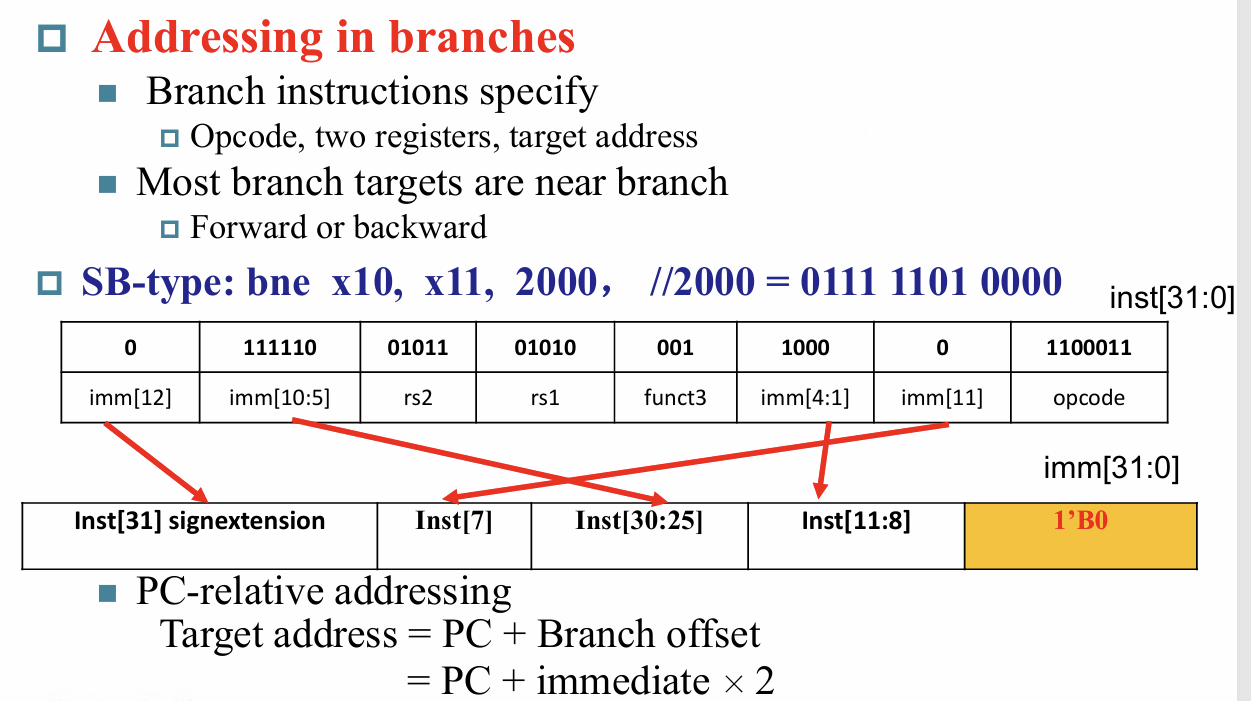 Addressing in branches
Branch instructions specify
Opcode, two registers, target address
Most branch targets are near branch
Forward or backward
SB-type: bne x10, x11, 2000， //2000 = 0111 1101 0000
inst[31:0]
0 111110 01011 01010 001 1000 0 1100011
imm[12] imm[10:5] rs2 rs1 funct3 imm[4:1] imm[11] opcode
imm[31:0]
Inst[31] signextension Inst[7] Inst[30:25] Inst[11:8] 1’B0
PC-relative addressing
Target address = PC + Branch offset
= PC + immediate × 2